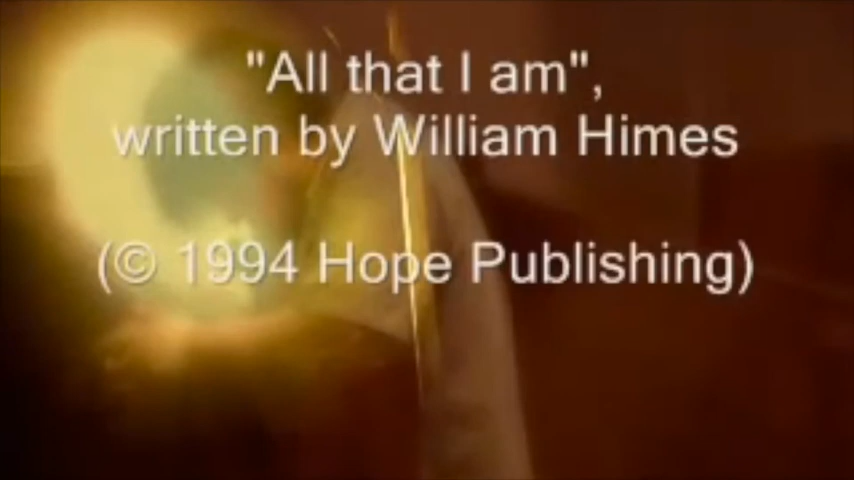 "All that I am",
written by William Himes
(© 1994 Hope Publishing)